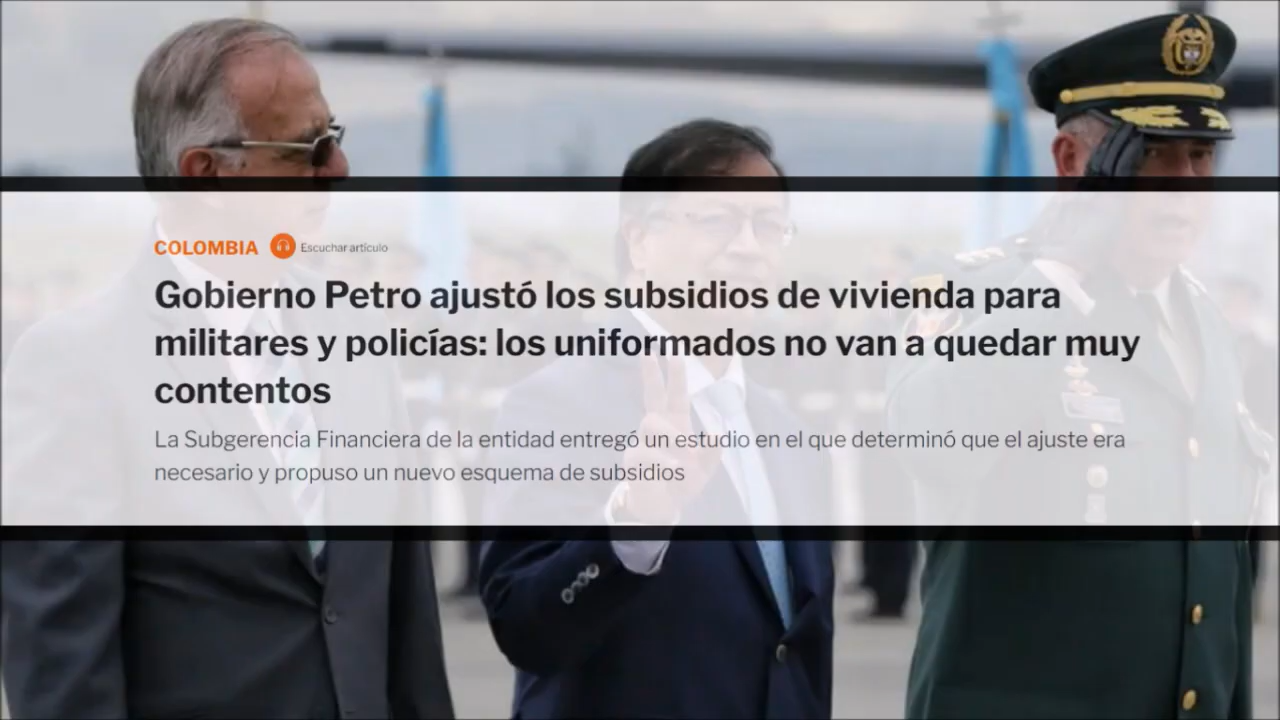 COLOMBIA Escuchar artículo
Gobierno Petro ajustó los subsidios de vivienda para
militares y policías: los uniformados no van a quedar muy
contentos
La Subgerencia Financiera de la entidad entregó un estudio en el que determinó que el ajuste era
necesario y propuso un nuevo esquema de subsidios